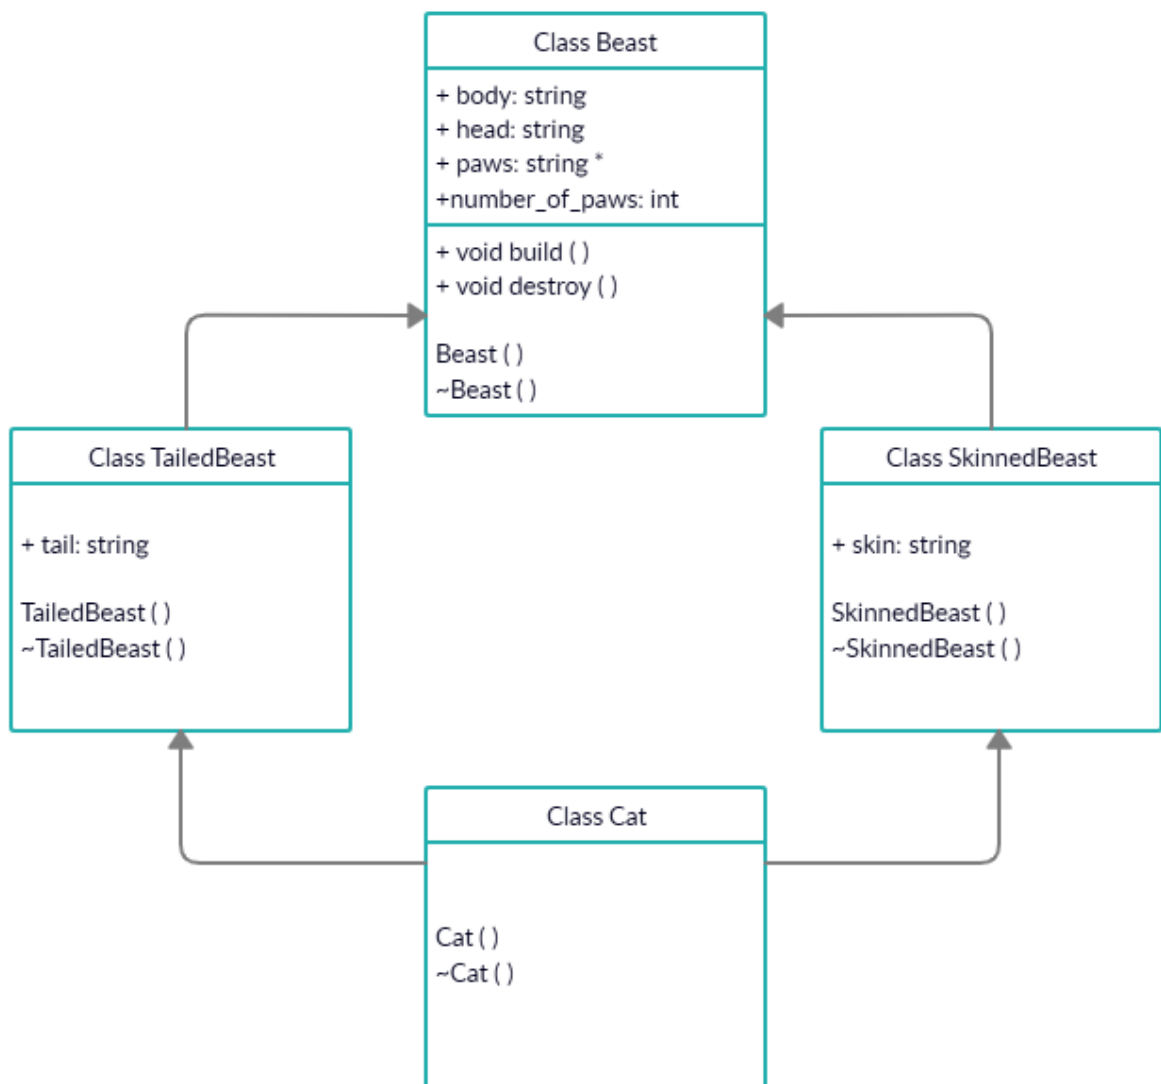 Class Beast
+ body: string
+ head: string
+ paws: string *
+number_of_paws: int
+ void build ( )
+ void destroy ( )
Beast ( )
~Beast ( )
Class TailedBeast
+ tail: string
TailedBeast ( )
~TailedBeast ( )
Class SkinnedBeast
+ skin: string
SkinnedBeast ( )
~SkinnedBeast ( )
Class Cat
Cat ( )
~Cat ( )